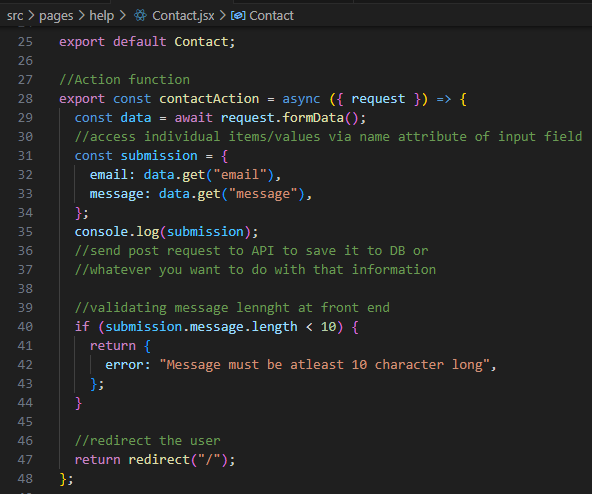 src > pages > help > Contact.jsx > Contact
25 export default Contact;
26
27 //Action function
28 export const contactAction = async ({ request }) => {
29   const data = await request.formData();
30   //access individual items/values via name attribute of input field
31   const submission = {
32     email: data.get("email"),
33     message: data.get("message"),
34   };
35   console.log(submission);
36   //send post request to API to save it to DB or
37   //whatever you want to do with that information
38
39   //validating message lennght at front end
40   if (submission.message.length < 10) {
41     return {
42       error: "Message must be atleast 10 character long",
43     };
44   }
45
46   //redirect the user
47   return redirect("/");
48 };